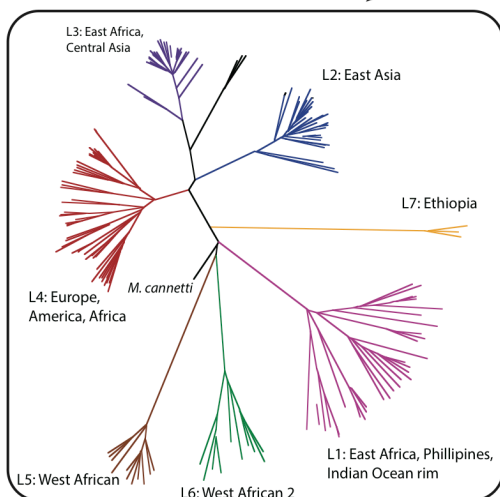 L3: East Africa,
Central Asia
L2: East Asia
L7: Ethiopia
M. cannetti
L4: Europe,
America, Africa
L1: East Africa, Phillipines,
Indian Ocean rim
L5: West African
L6: West African 2